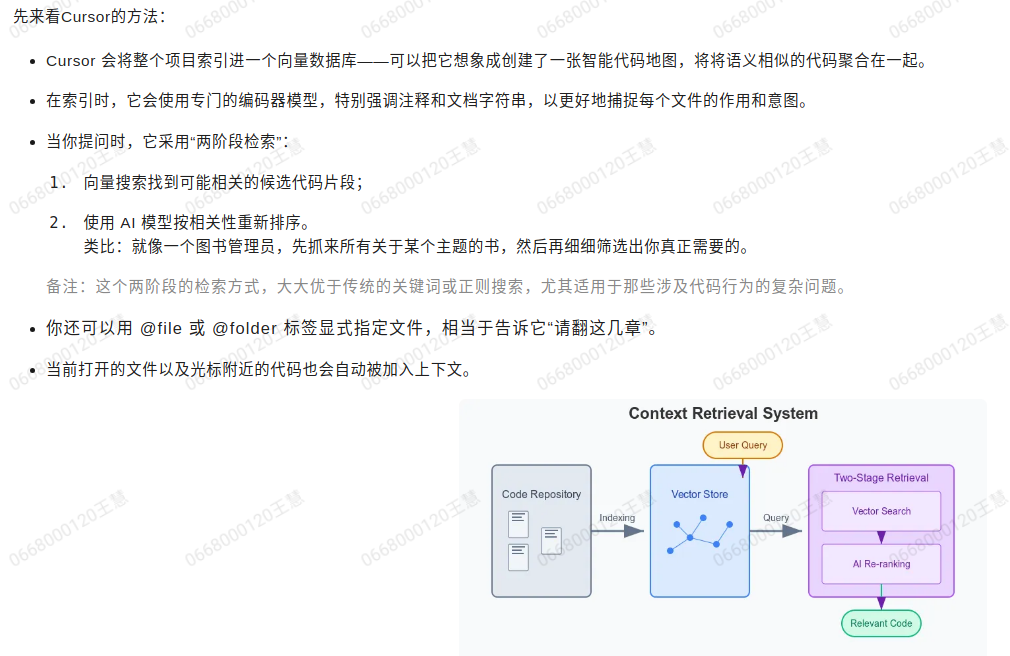 先来看Cursor的方法：
• Cursor 会将整个项目索引进一个向量数据库——可以把它想象成创建了一张智能代码地图，将将语义相似的代码聚合在一起。
• 在索引时，它会使用专门的编码器模型，特别强调注释和文档字符串，以更好地捕捉每个文件的作用和意图。
• 当你提问时，它采用“两阶段检索”：
1. 向量搜索找到可能相关的候选代码片段；
2. 使用 AI 模型按相关性重新排序。
类比：就像一个图书管理员，先抓来所有关于某个主题的书，然后再细细筛选出你真正需要的。
备注：这个两阶段的检索方式，大大优于传统的关键词或正则搜索，尤其适用于那些涉及代码行为的复杂问题。
• 你还可以用 @file 或 @folder 标签显式指定文件，相当于告诉它“请翻这几章”。
• 当前打开的文件以及光标附近的代码也会自动被加入上下文。
Context Retrieval System
User Query
Code Repository
Indexing
Vector Store
Query
Two-Stage Retrieval
Vector Search
AI Re-ranking
Relevant Code
0668000120王慧